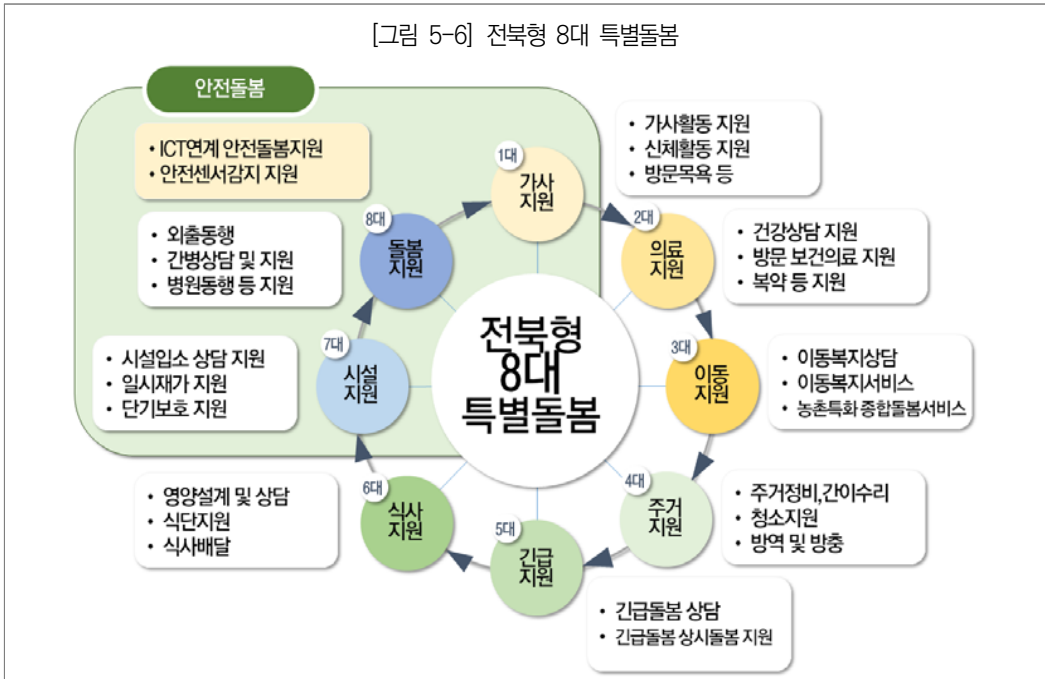 [그림 5-6] 전북형 8대 특별돌봄
안전돌봄
• ICT연계 안전돌봄지원
• 안전센서감지 지원
1대
가사
지원
• 가사활동 지원
• 신체활동 지원
• 방문목욕 등
2대
의료
지원
• 건강상담 지원
• 방문 보건의료 지원
• 복약 등 지원
3대
이동
지원
• 이동복지상담
• 이동복지서비스
• 농촌특화 종합돌봄서비스
4대
주거
지원
• 주거정비,간이수리
• 청소지원
• 방역 및 방충
5대
긴급
지원
• 긴급돌봄 상담
• 긴급돌봄 상시돌봄 지원
6대
식사
지원
• 영양설계 및 상담
• 식단지원
• 식사배달
7대
시설
지원
• 시설입소 상담 지원
• 일시재가 지원
• 단기보호 지원
8대
돌봄
지원
• 외출동행
• 간병상담 및 지원
• 병원동행 등 지원
전북형
8대
특별돌봄